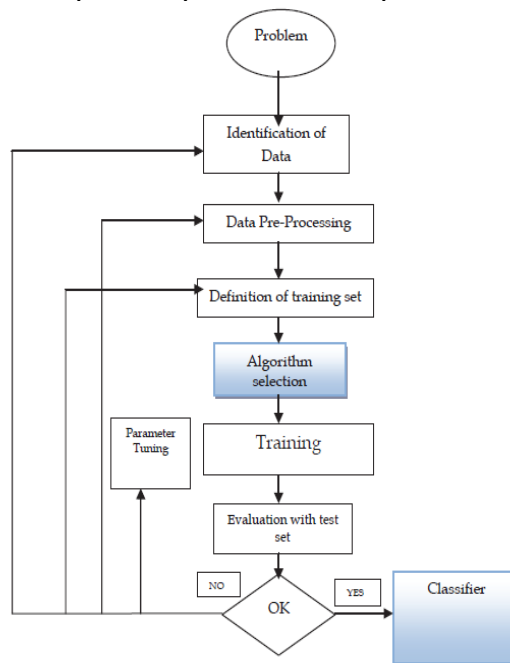 Problem
Identification of
Data
Data Pre-Processing
Definition of training set
Algorithm
selection
Parameter
Tuning
Training
Evaluation with test
set
NO
OK
YES
Classifier